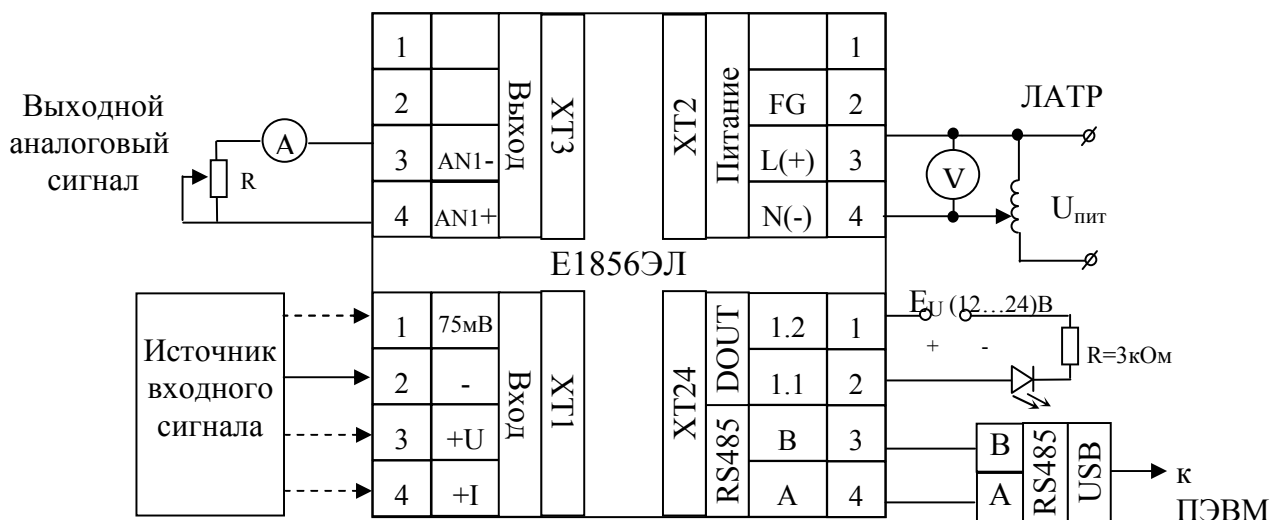 Выходной
аналоговый
сигнал
A
R
1
2
3 AN1-
4 AN1+
Выход
XT3
XT2
Питание
1
FG 2
L(+) 3
N(-) 4
ЛАТР
V
Uпит
Е1856ЭЛ
Источник
входного
сигнала
1 75мВ
2 -
3 +U
4 +I
Вход
XT1
XT24
DOUT
RS485
1.2 1
1.1 2
B 3
A 4
EU (12...24)В
+ -
R=3кОм
B
A
RS485
USB
к
ПЭВМ